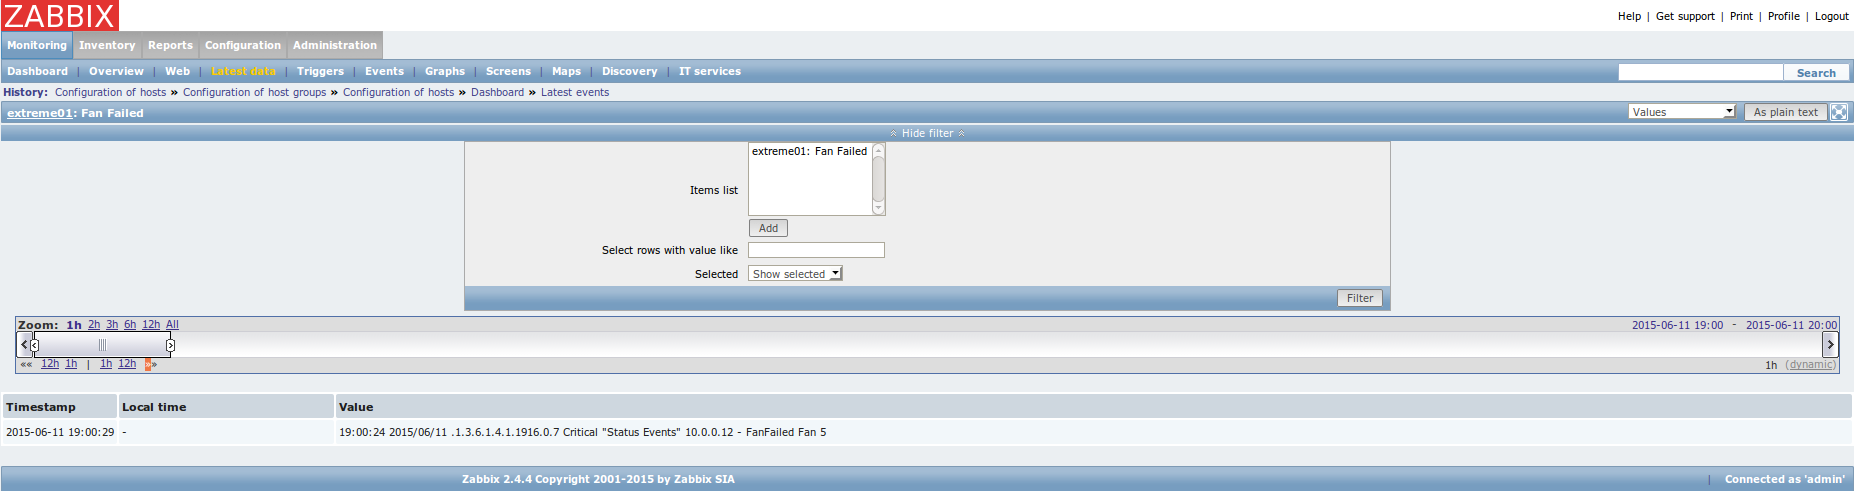 ZABBIX
Help | Get support | Print | Profile | Logout
Monitoring Inventory Reports Configuration Administration
Dashboard | Overview | Web | Latest data | Triggers | Events | Graphs | Screens | Maps | Discovery | IT services
Search
History: Configuration of hosts » Configuration of host groups » Configuration of hosts » Dashboard » Latest events
extreme01: Fan Failed
Values
As plain text
Hide filter
extreme01: Fan Failed
Items list
Add
Select rows with value like
Selected Show selected
Filter
Zoom: 1h 2h 3h 6h 12h All
2015-06-11 19:00 - 2015-06-11 20:00
«« 12h 1h | 1h 12h »»
1h (dynamic)
Timestamp Local time Value
2015-06-11 19:00:29 - 19:00:24 2015/06/11 .1.3.6.1.4.1.1916.0.7 Critical "Status Events" 10.0.0.12 - FanFailed Fan 5
Zabbix 2.4.4 Copyright 2001-2015 by Zabbix SIA
| Connected as 'admin'